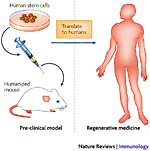 Human stem cells
Translate
to humans
Humanized
mouse
Pre-clinical model
Regenerative medicine
Nature Reviews | Immunology